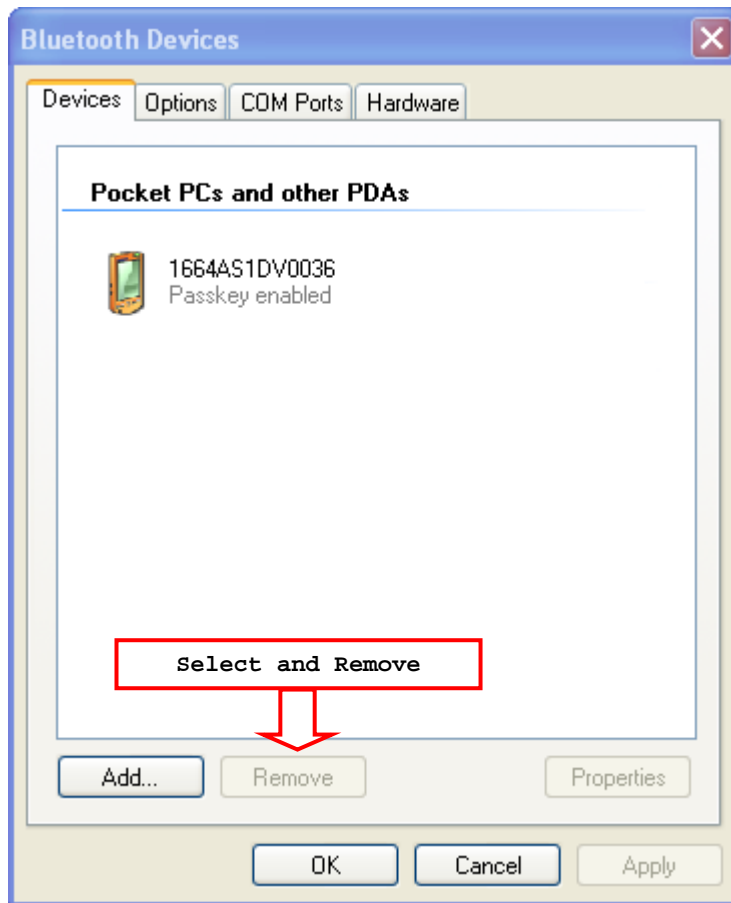 Bluetooth Devices
Devices Options COM Ports Hardware
Pocket PCs and other PDAs
1664AS1DV0036
Passkey enabled
Select and Remove
Add... Remove Properties
OK Cancel Apply